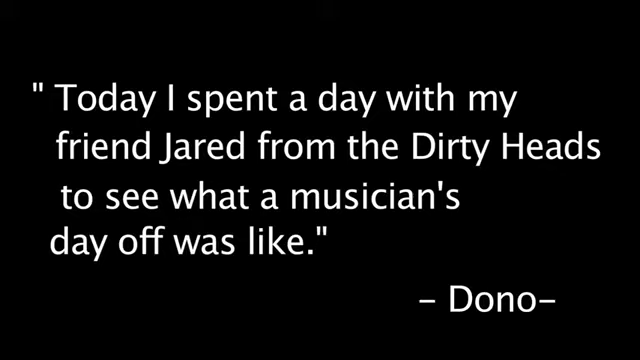 " Today I spent a day with my
friend Jared from the Dirty Heads
to see what a musician's
day off was like."
– Dono–